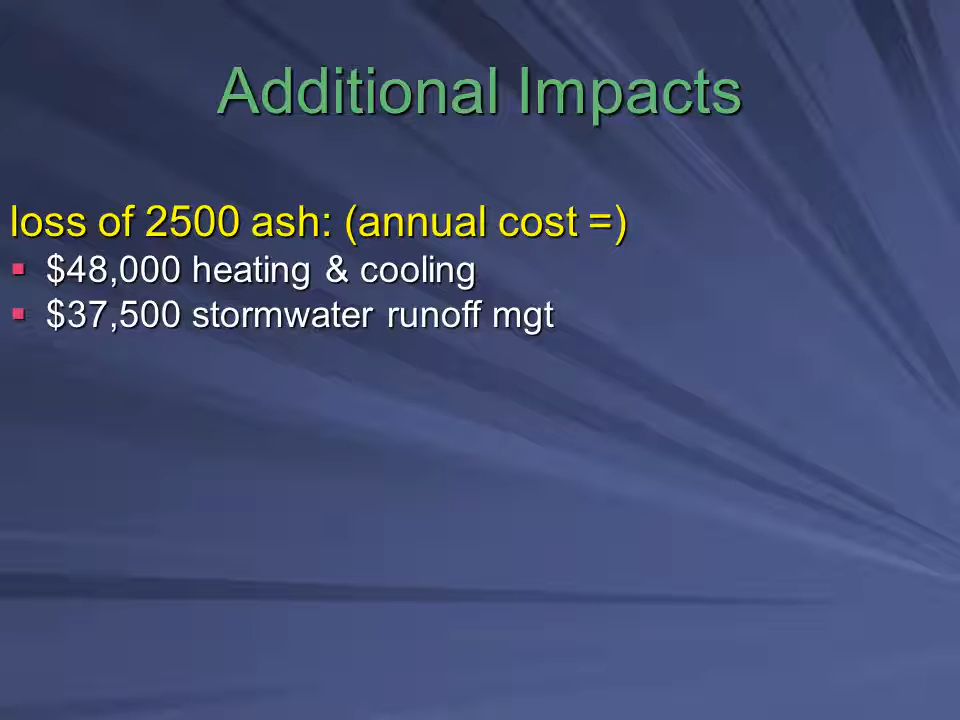 Additional Impacts
loss of 2500 ash: (annual cost =)
▪ $48,000 heating & cooling
▪ $37,500 stormwater runoff mgt